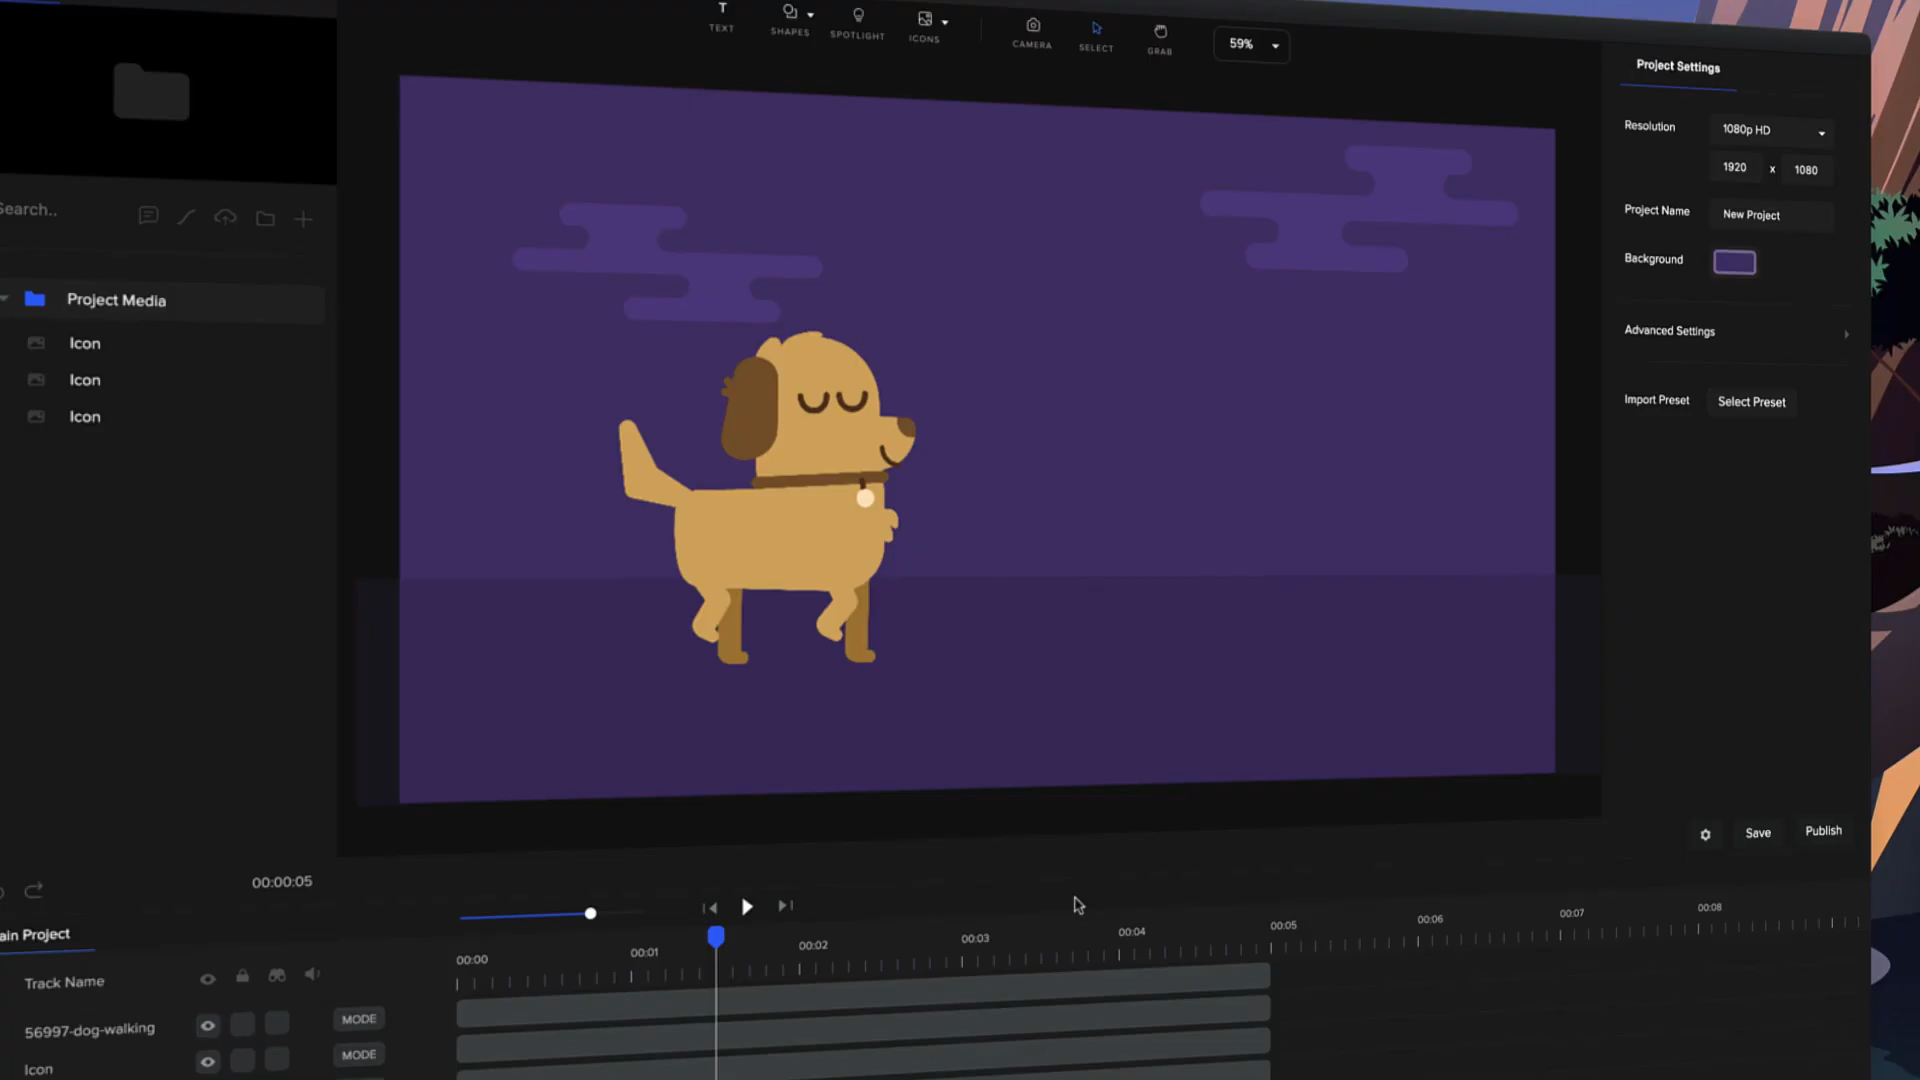 T
TEXT
SHAPES
SPOTLIGHT
ICONS
CAMERA
SELECT
GRAB
59%
Search..
Project Media
Icon
Icon
Icon
Project Settings
Resolution
1080p HD
1920 x 1080
Project Name
New Project
Background
Advanced Settings
Import Preset
Select Preset
Save
Publish
00:00:05
ain Project
00:00
00:01
00:02
00:03
00:04
00:05
00:06
00:07
00:08
Track Name
56997-dog-walking
MODE
Icon
MODE